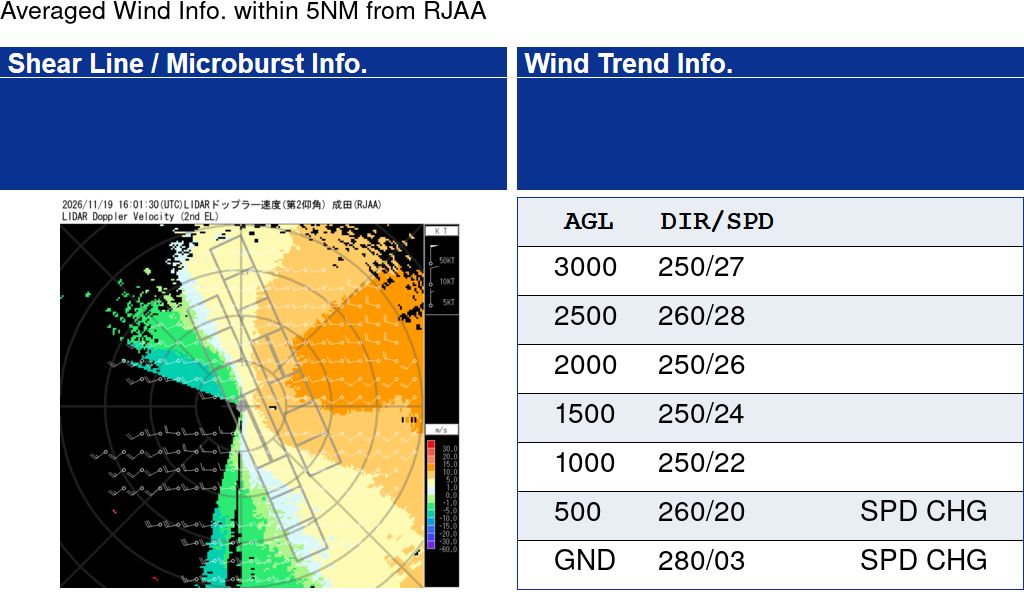 Averaged Wind Info. within 5NM from RJAA
Shear Line / Microburst Info.
Wind Trend Info.
2026/11/19 16:01:30(UTC)LIDARドップラー速度(第2仰角) 成田(RJAA)
LIDAR Doppler Velocity (2nd EL)
K T
50KT
10KT
5KT
m/s
30.0
20.0
15.0
10.0
5.0
1.0
0.0
-1.0
-5.0
-10.0
-15.0
-20.0
-30.0
-60.0
AGL DIR/SPD
3000 250/27
2500 260/28
2000 250/26
1500 250/24
1000 250/22
500 260/20 SPD CHG
GND 280/03 SPD CHG